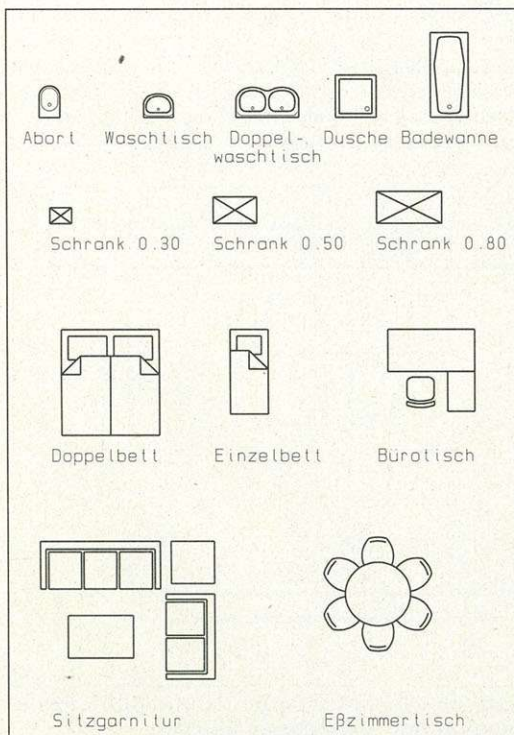 Abort Waschtisch Doppel- Dusche Badewanne
waschtisch
Schrank 0.30 Schrank 0.50 Schrank 0.80
Doppelbett Einzelbett Bürotisch
Sitzgarnitur Eβzimmertisch